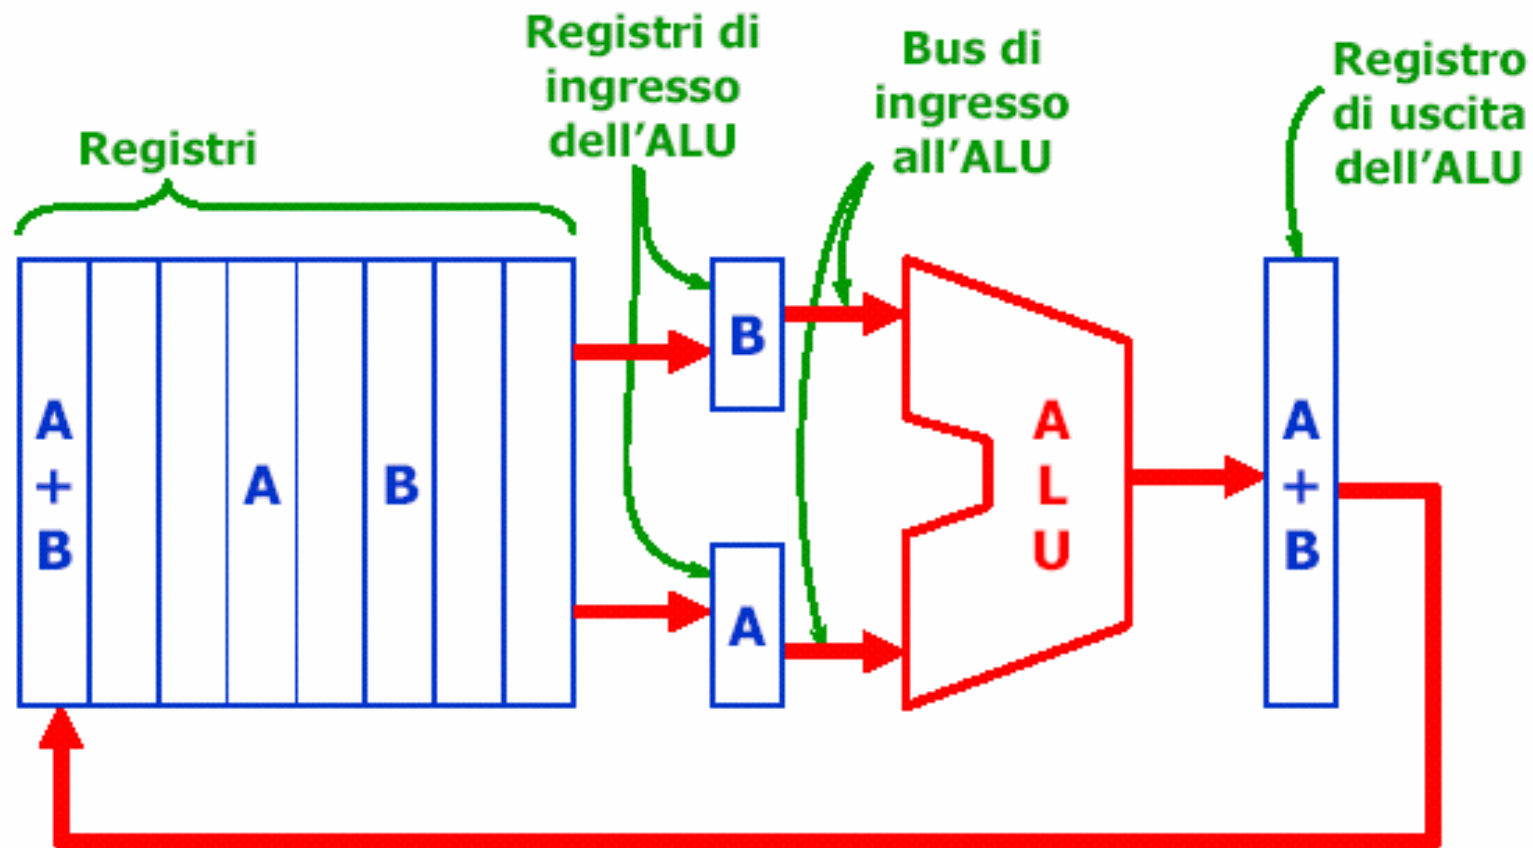 Registri di
ingresso
dell'ALU
Bus di
ingresso
all'ALU
Registro
di uscita
dell'ALU
Registri
A
+
B
A
B
B
A
A
L
U
A
+
B